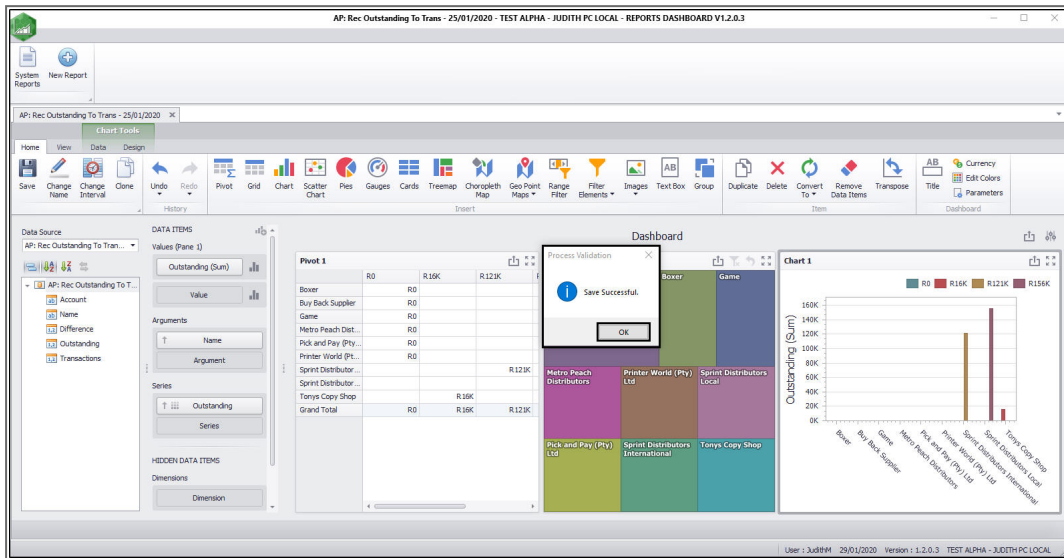 AP: Rec Outstanding To Trans - 25/01/2020 - TEST ALPHA - JUDITH PC LOCAL - REPORTS DASHBOARD V1.2.0.3
System Reports
New Report
AP: Rec Outstanding To Trans - 25/01/2020
Chart Tools
Home View Data Design
Save
Change Name
Change Interval
Clone
Undo
Redo
Pivot
Grid
Chart
Scatter Chart
Pies
Gauges
Cards
Treemap
Choropleth Map
Geo Point Maps
Range Filter
Filter Elements
Images
Text Box
Group
Duplicate
Delete
Convert To
Remove Data Items
Transpose
AB
Title
Currency
Edit Colors
Parameters
History
Insert
Item
Dashboard
Data Source
AP: Rec Outstanding To Tran...
AP: Rec Outstanding To T...
Account
Name
Difference
Outstanding
Transactions
DATA ITEMS
Values (Pane 1)
Outstanding (Sum)
Value
Arguments
Name
Argument
Series
Outstanding
Series
HIDDEN DATA ITEMS
Dimensions
Dimension
Dashboard
Pivot 1
R0 R16K R121K
Boxer R0
Buy Back Supplier R0
Game R0
Metro Peach Dist... R0
Pick and Pay (Pty... R0
Printer World (Pt... R0
Sprint Distributor ... R121K
Sprint Distributor ...
Tonys Copy Shop R16K
Grand Total R0 R16K R121K
Process Validation
Save Successful.
OK
Boxer
Game
Metro Peach Distributors
Printer World (Pty) Ltd
Sprint Distributors Local
Pick and Pay (Pty) Ltd
Sprint Distributors International
Tonys Copy Shop
Chart 1
R0 R16K R121K R156K
Outstanding (Sum)
160K
140K
120K
100K
80K
60K
40K
20K
0K
Boxer
Buy Back Supplier
Game
Metro Peach Distributors
Pick and Pay (Pty) Ltd
Printer World (Pty) Ltd
Sprint Distributors International
Sprint Distributors Local
Tonys Copy Shop
User : JudithM 29/01/2020 Version : 1.2.0.3 TEST ALPHA - JUDITH PC LOCAL